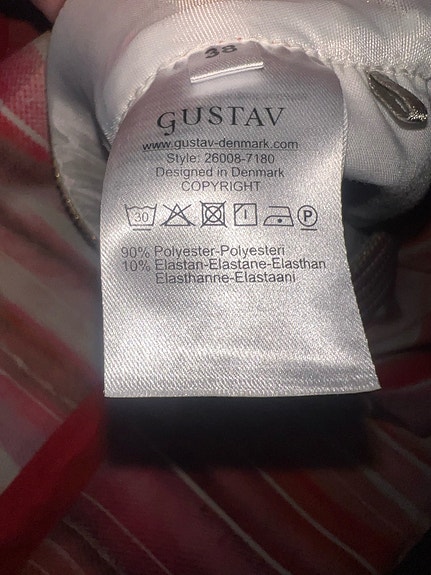 38
GUSTAV
www.gustav-denmark.com
Style: 26008-7180
Designed in Denmark
COPYRIGHT
30 P
90% Polyester-Polyesteri
10% Elastan-Elastane-Elasthan
Elasthanne-Elastaani